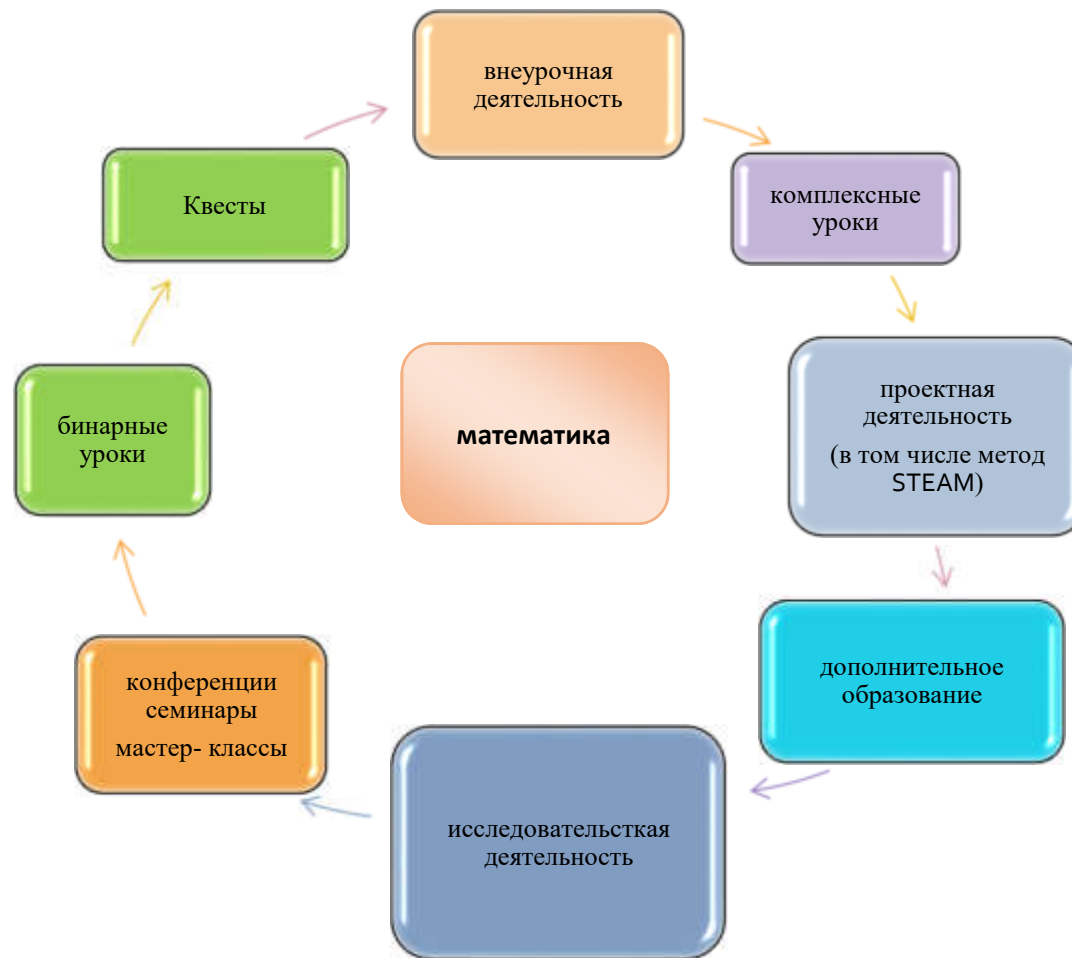 внеурочная
деятельность
комплексные
уроки
проектная
деятельность
(в том числе метод
STEAM)
дополнительное
образование
исследовательсткая
деятельность
конференции
семинары
мастер- классы
бинарные
уроки
Квесты
математика